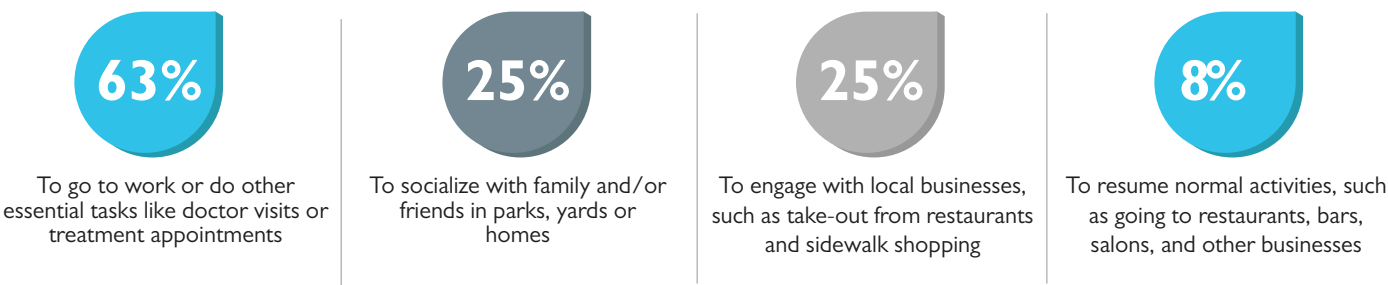 63%
To go to work or do other
essential tasks like doctor visits or
treatment appointments
25%
To socialize with family and/or
friends in parks, yards or
homes
25%
To engage with local businesses,
such as take-out from restaurants
and sidewalk shopping
8%
To resume normal activities, such
as going to restaurants, bars,
salons, and other businesses